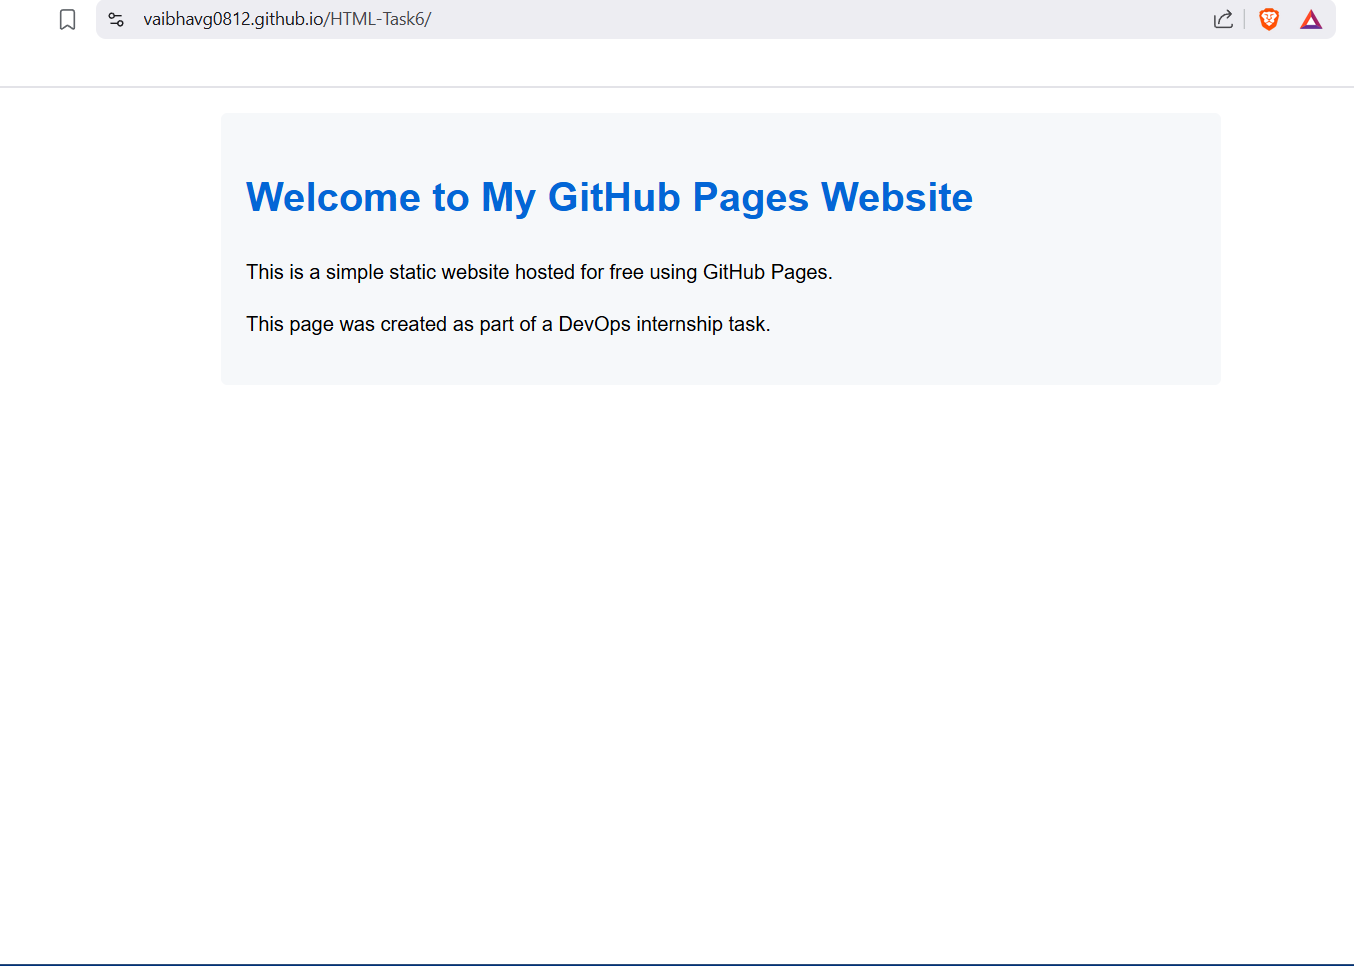 vaibhavg0812.github.io/HTML-Task6/
Welcome to My GitHub Pages Website
This is a simple static website hosted for free using GitHub Pages.
This page was created as part of a DevOps internship task.